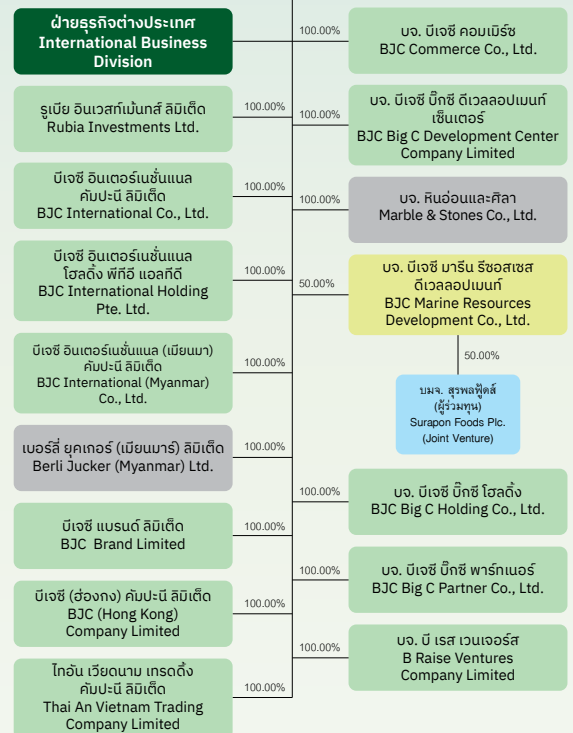 ฝ่ายธุรกิจต่างประเทศ
International Business
Division
รูเบีย อินเวสท์เม้นทส์ ลิมิเต็ด
Rubia Investments Ltd.
100.00%
บีเจซี อินเตอร์เนชั่นแนล
คัมปะนี ลิมิเต็ด
BJC International Co., Ltd.
100.00%
บีเจซี อินเตอร์เนชั่นแนล
โฮลดิ้ง พีทีอี แอลทีดี
BJC International Holding
Pte. Ltd.
100.00%
บีเจซี อินเตอร์เนชั่นแนล (เมียนมา)
คัมปะนี ลิมิเต็ด
BJC International (Myanmar)
Co., Ltd.
100.00%
เบอร์ลี่ ยุคเกอร์ (เมียนมาร์) ลิมิเต็ด
Berli Jucker (Myanmar) Ltd.
100.00%
บีเจซี แบรนด์ ลิมิเต็ด
BJC Brand Limited
100.00%
บีเจซี (ฮ่องกง) คัมปะนี ลิมิเต็ด
BJC (Hong Kong)
Company Limited
100.00%
ไทอัน เวียดนาม เทรดดิ้ง
คัมปะนี ลิมิเต็ด
Thai An Vietnam Trading
Company Limited
100.00%
100.00%
บจ. บีเจซี คอมเมิร์ซ
BJC Commerce Co., Ltd.
100.00%
บจ. บีเจซี บิ๊กซี ดีเวลลอปเมนท์
เซ็นเตอร์
BJC Big C Development Center
Company Limited
100.00%
บจ. หินอ่อนและศิลา
Marble & Stones Co., Ltd.
50.00%
บจ. บีเจซี มารีน รีซอสเซส
ดีเวลลอปเมนท์
BJC Marine Resources
Development Co., Ltd.
50.00%
บมจ. สุรพลฟู้ดส์
(ผู้ร่วมทุน)
Surapon Foods Plc.
(Joint Venture)
100.00%
บจ. บีเจซี บิ๊กซี โฮลดิ้ง
BJC Big C Holding Co., Ltd.
100.00%
บจ. บีเจซี บิ๊กซี พาร์ทเนอร์
BJC Big C Partner Co., Ltd.
100.00%
บจ. บี เรส เวนเจอร์ส
B Raise Ventures
Company Limited